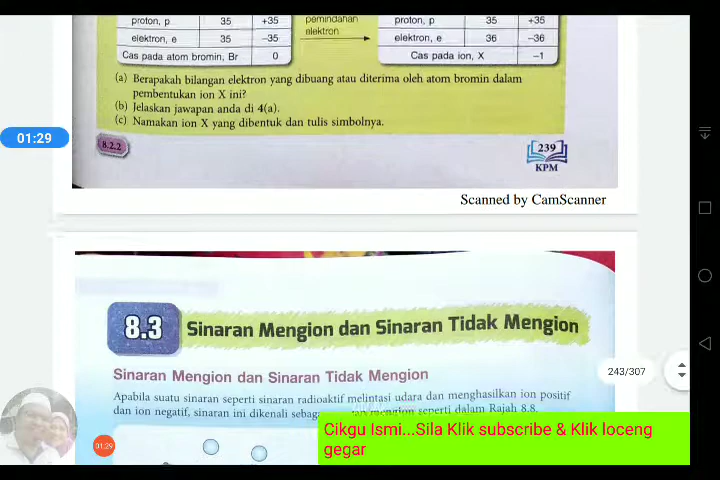 proton, p 35 +35 pemindahan proton, p 35 +35
elektron, e 35 −35 elektron elektron, e 36 −36
Cas pada atom bromin, Br 0 Cas pada ion, X −1
(a) Berapakah bilangan elektron yang dibuang atau diterima oleh atom bromin dalam
pembentukan ion X ini?
(b) Jelaskan jawapan anda di 4(a).
(c) Namakan ion X yang dibentuk dan tulis simbolnya.
01:29
8.2.2
239
KPM
Scanned by CamScanner
8.3 Sinaran Mengion dan Sinaran Tidak Mengion
Sinaran Mengion dan Sinaran Tidak Mengion
243/307
Apabila suatu sinaran seperti sinaran radioaktif melintasi udara dan menghasilkan ion positif
dan ion negatif, sinaran ini dikenali mengion seperti dalam Rajah 8.8.
Cikgu Ismi...Sila Klik subscribe & Klik loceng
gegar
01:29